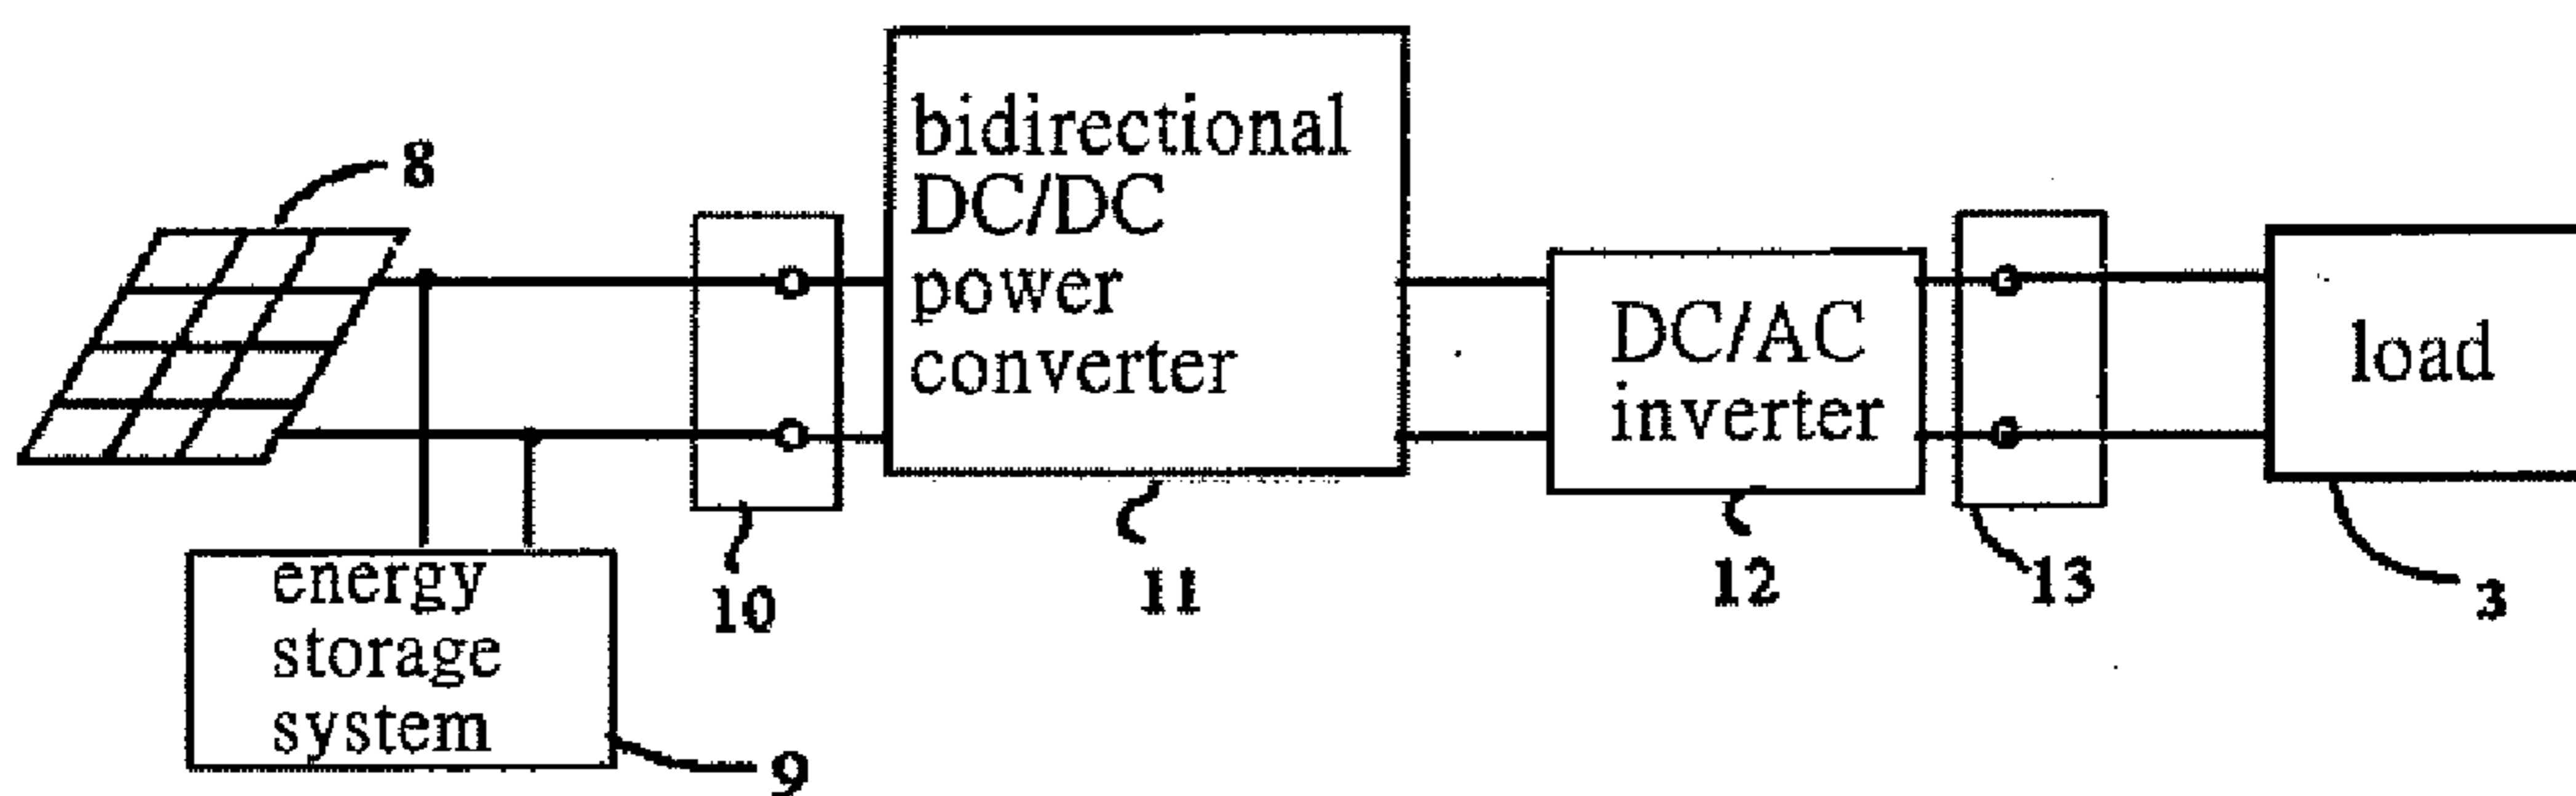 8
bidirectional
DC/DC
power
converter
DC/AC
inverter
load
energy
storage
system
9
10
11
12
13
3